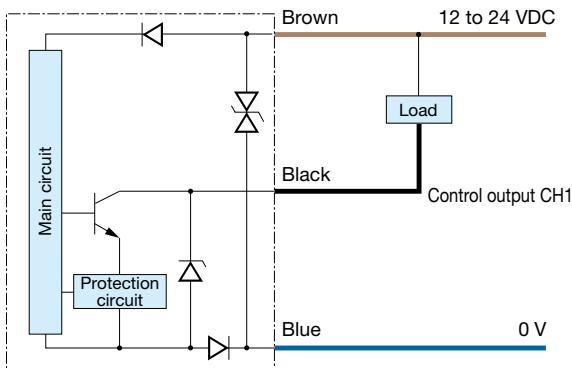 Brown 12 to 24 VDC
Load
Black
Control output CH1
Main circuit
Protection
circuit
Blue 0 V